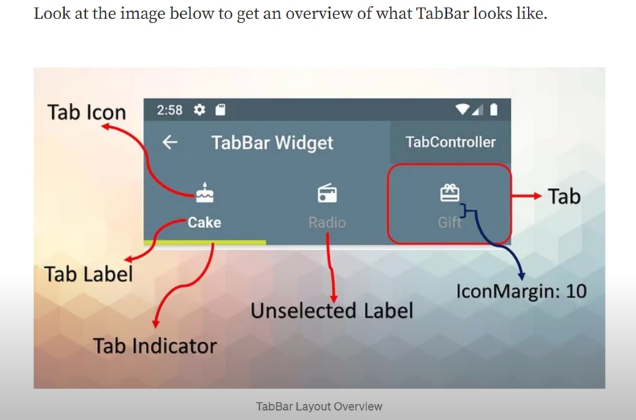 Look at the image below to get an overview of what TabBar looks like.
Tab Icon
2:58
TabBar Widget
TabController
Cake
Radio
Gift
Tab
Tab Label
IconMargin: 10
Unselected Label
Tab Indicator
TabBar Layout Overview